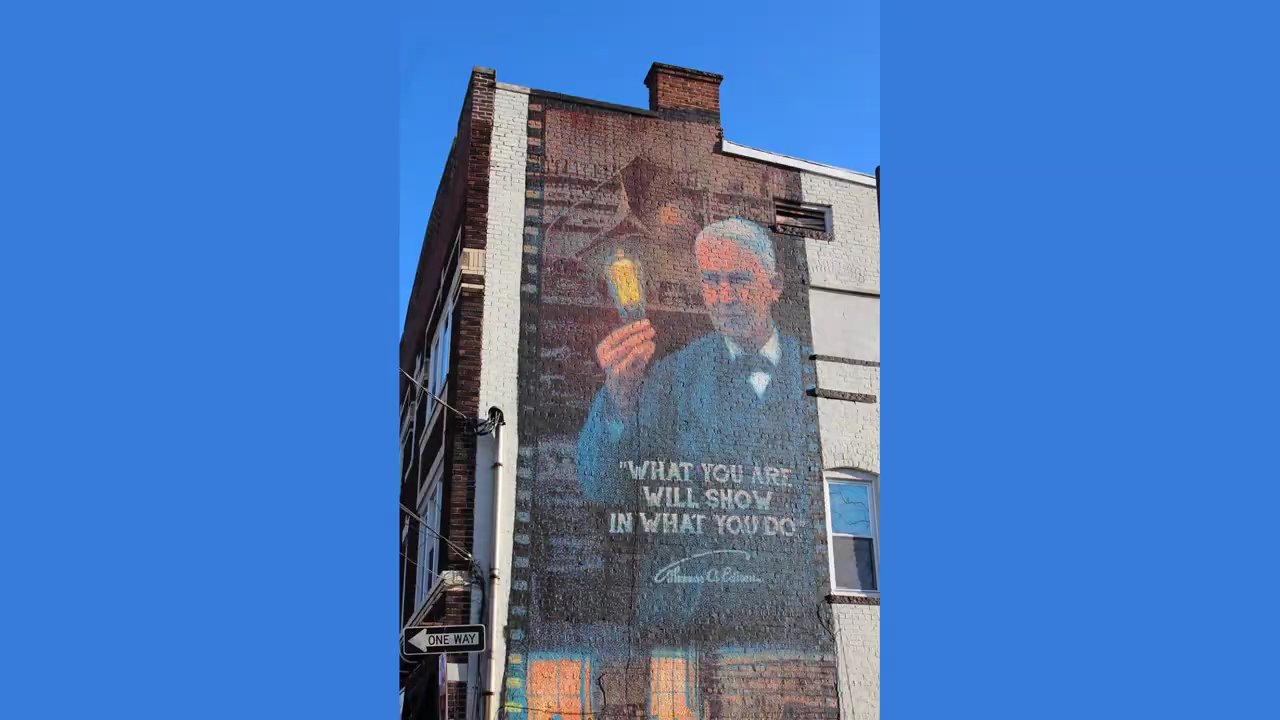 "WHAT YOU ARE
WILL SHOW
IN WHAT YOU DO"
Thomas A. Edison
ONE WAY